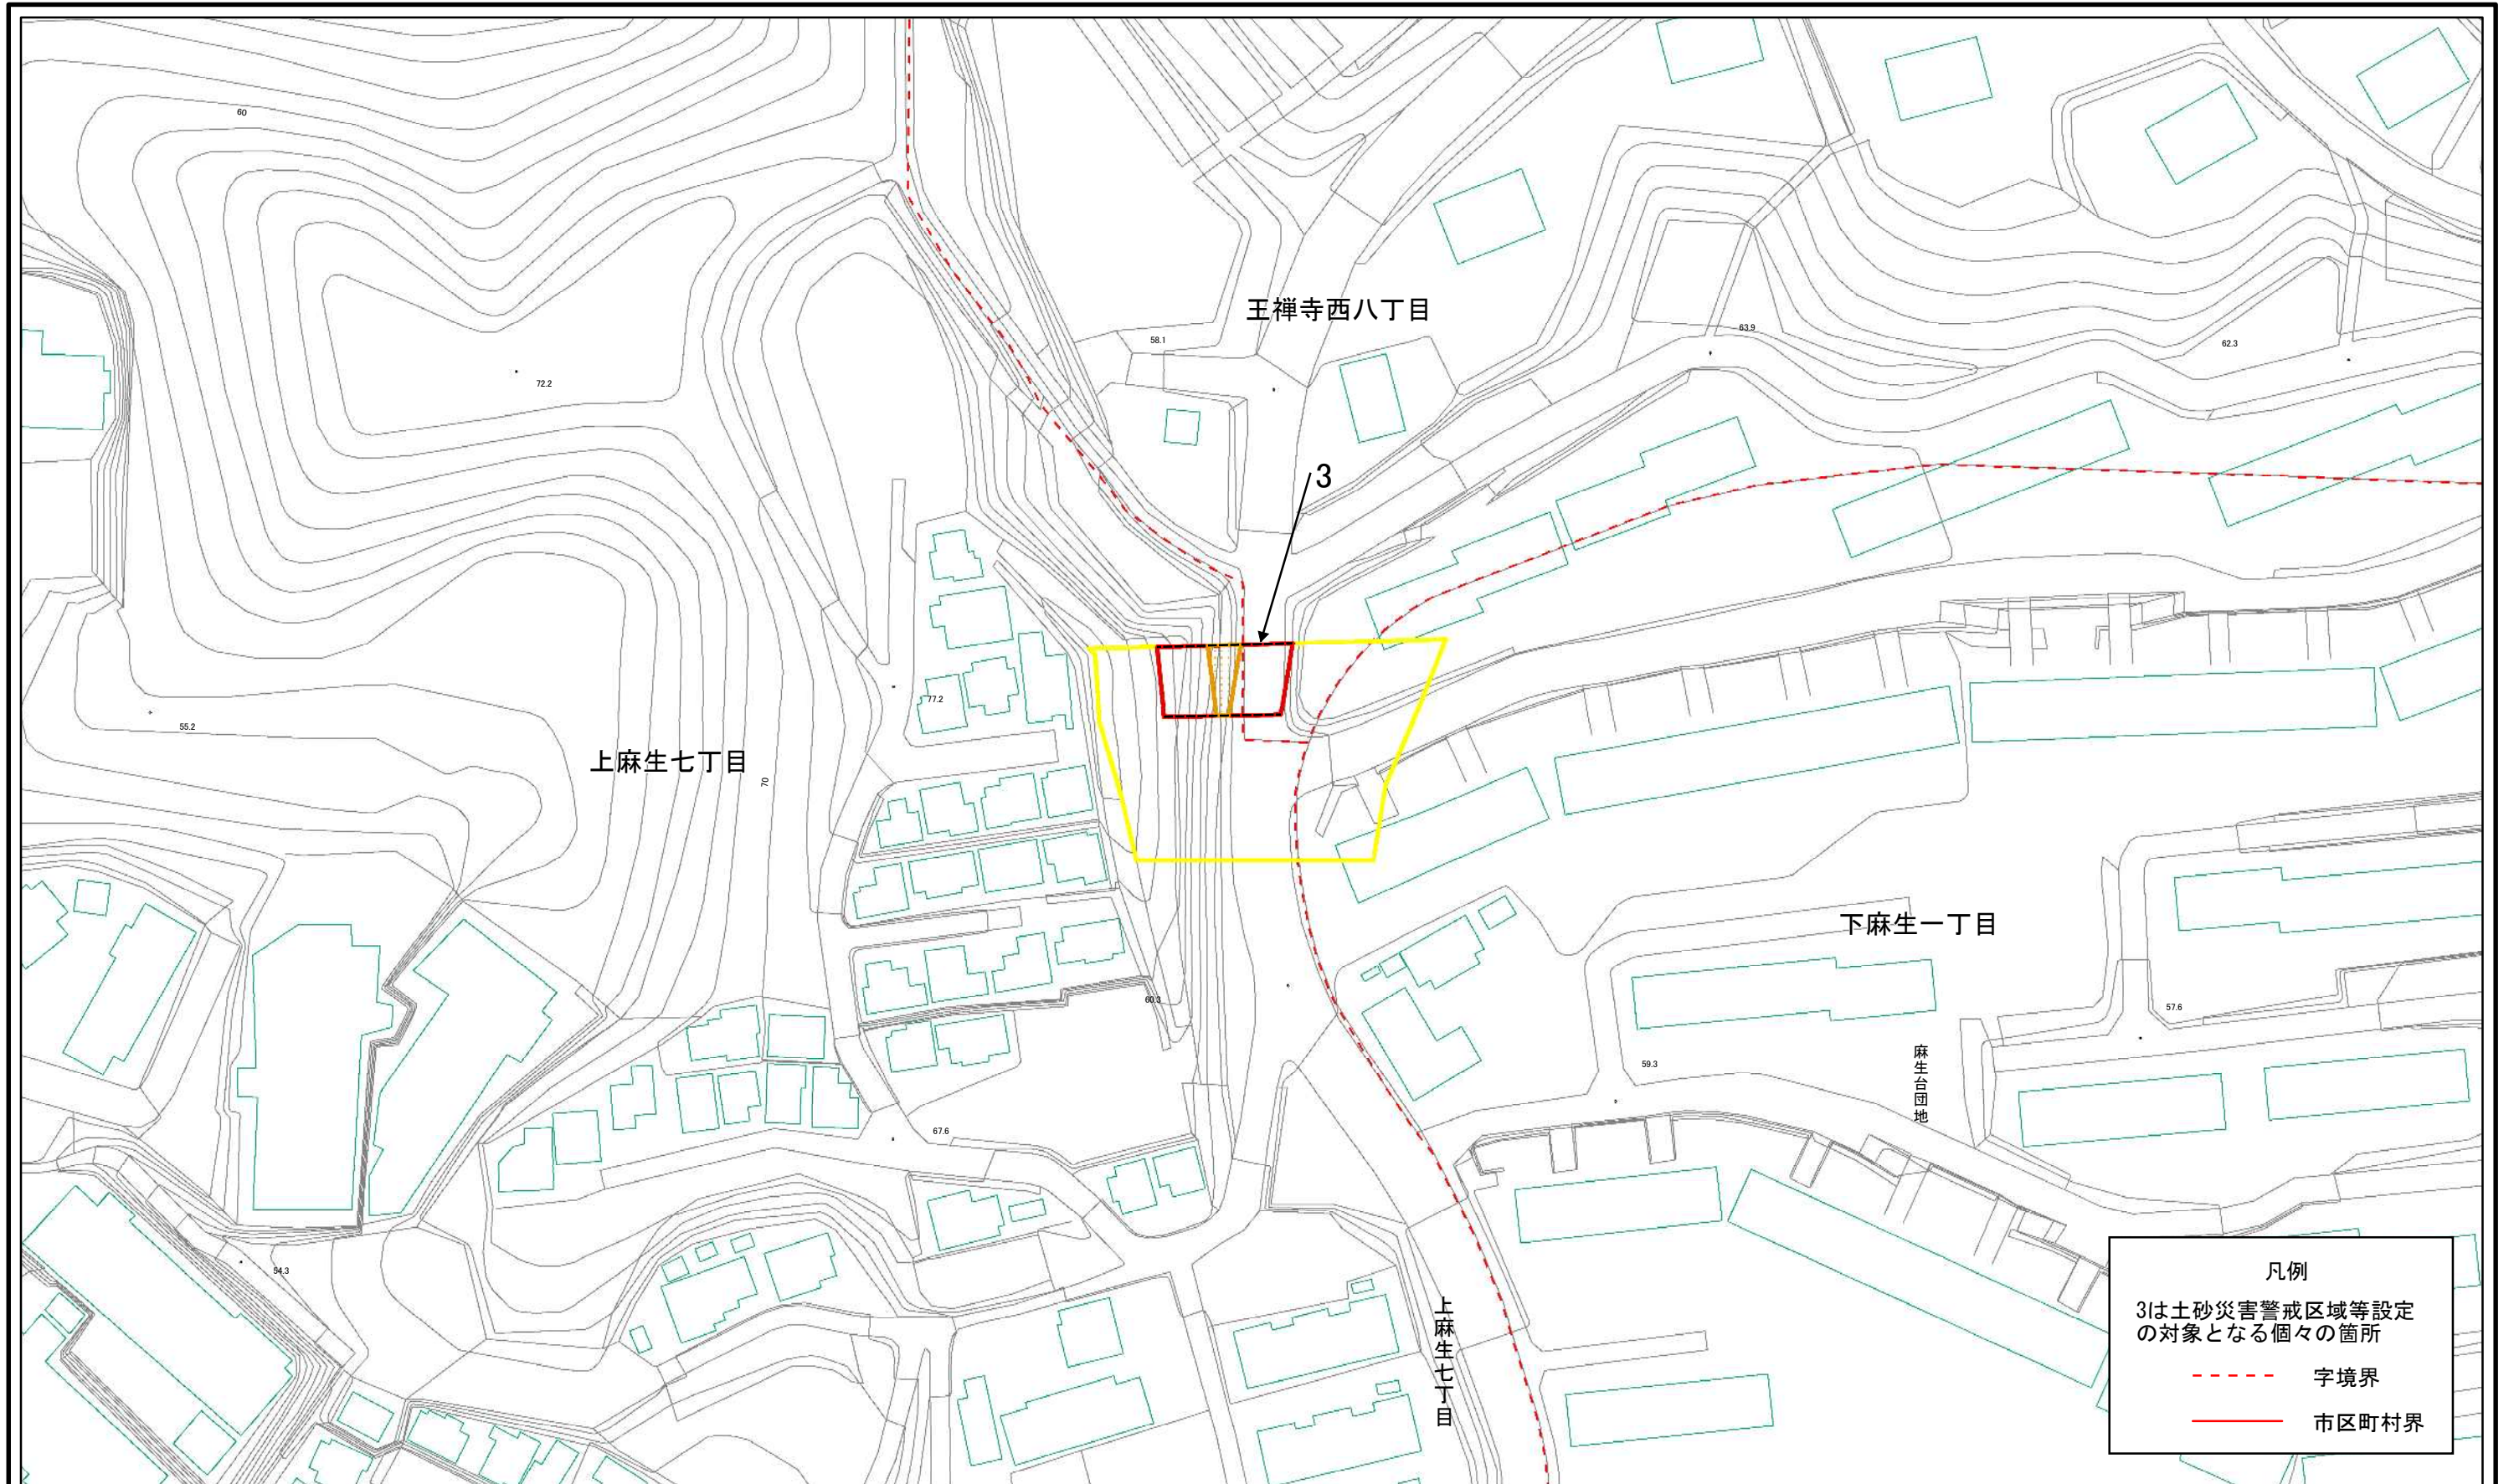 60
王禅寺西八丁目
58.1
63.9
62.3
72.2
3
77.2
55.2
上麻生七丁目
70
下麻生一丁目
60.3
57.6
麻生台団地
59.3
67.6
54.3
上麻生七丁目
凡例
3は土砂災害警戒区域等設定
の対象となる個々の箇所
字境界
市区町村界